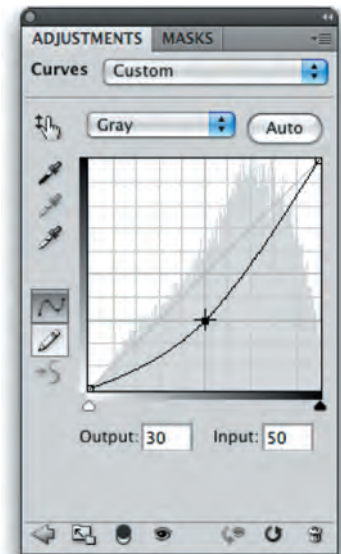 ADJUSTMENTS MASKS
Curves Custom
Gray Auto
Output: 30 Input: 50